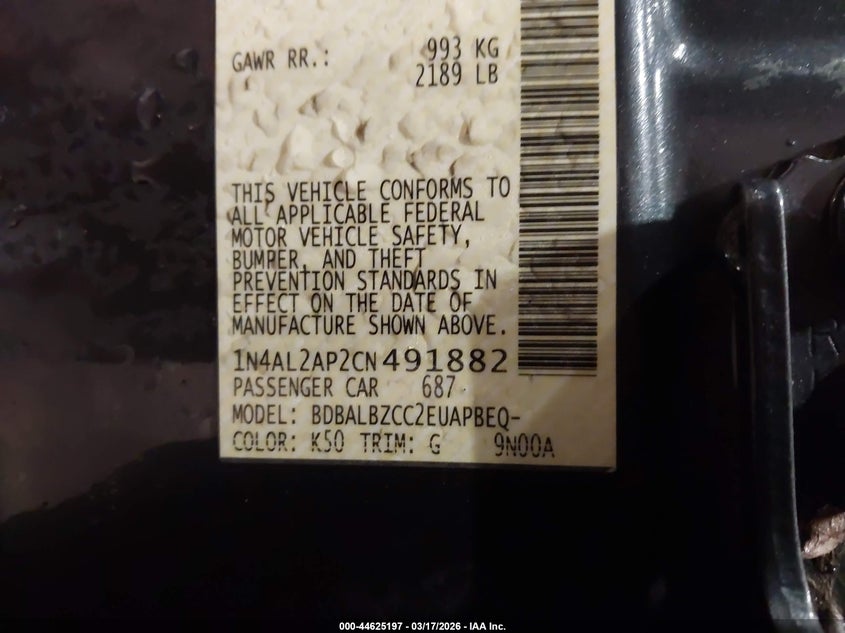 GAWR RR.: 993 KG
2189 LB
THIS VEHICLE CONFORMS TO
ALL APPLICABLE FEDERAL
MOTOR VEHICLE SAFETY,
BUMPER, AND THEFT
PREVENTION STANDARDS IN
EFFECT ON THE DATE OF
MANUFACTURE SHOWN ABOVE.
1N4AL2AP2CN491882
PASSENGER CAR 687
MODEL: BDBALBZCC2EUAPBEQ-
COLOR: K50 TRIM: G 9N00A
000-44625197 - 03/17/2026 - IAA Inc.